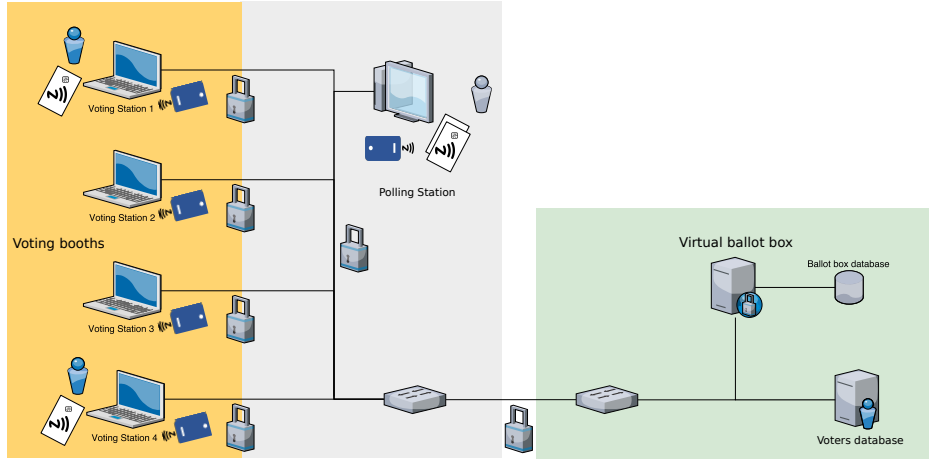 Voting Station 1
Polling Station
Voting Station 2
Voting booths
Virtual ballot box
Ballot box database
Voting Station 3
Voting Station 4
Voters database